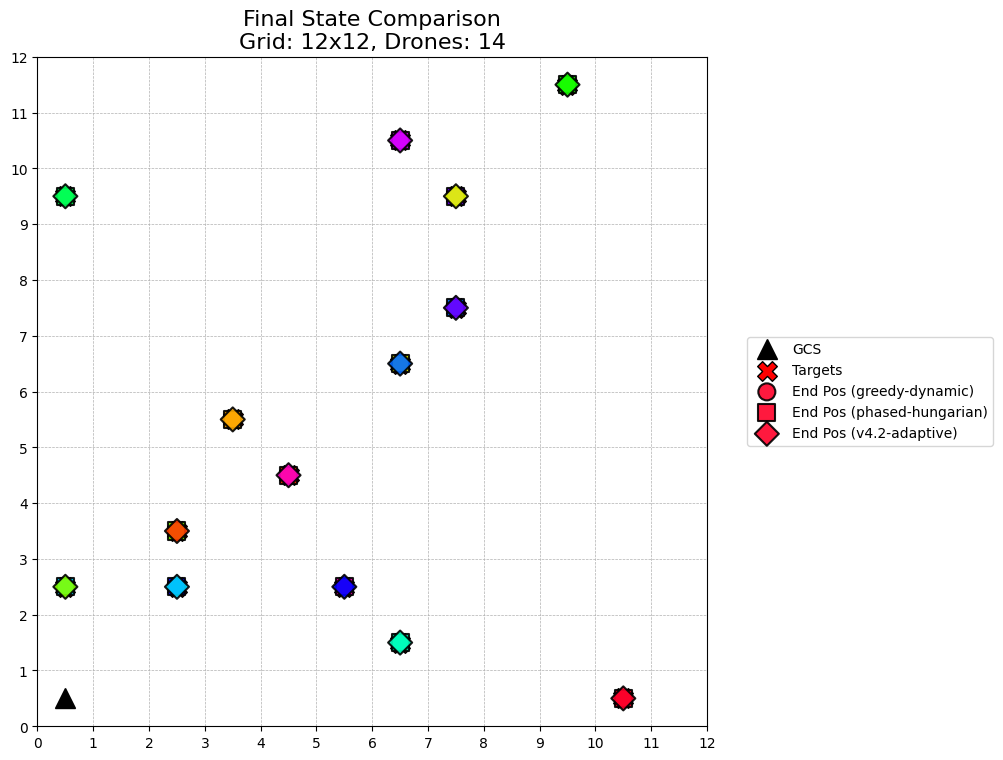 Final State Comparison
Grid: 12x12, Drones: 14
12
11
10
9
8
7
6
5
4
3
2
1
0
0 1 2 3 4 5 6 7 8 9 10 11 12
GCS
Targets
End Pos (greedy-dynamic)
End Pos (phased-hungarian)
End Pos (v4.2-adaptive)